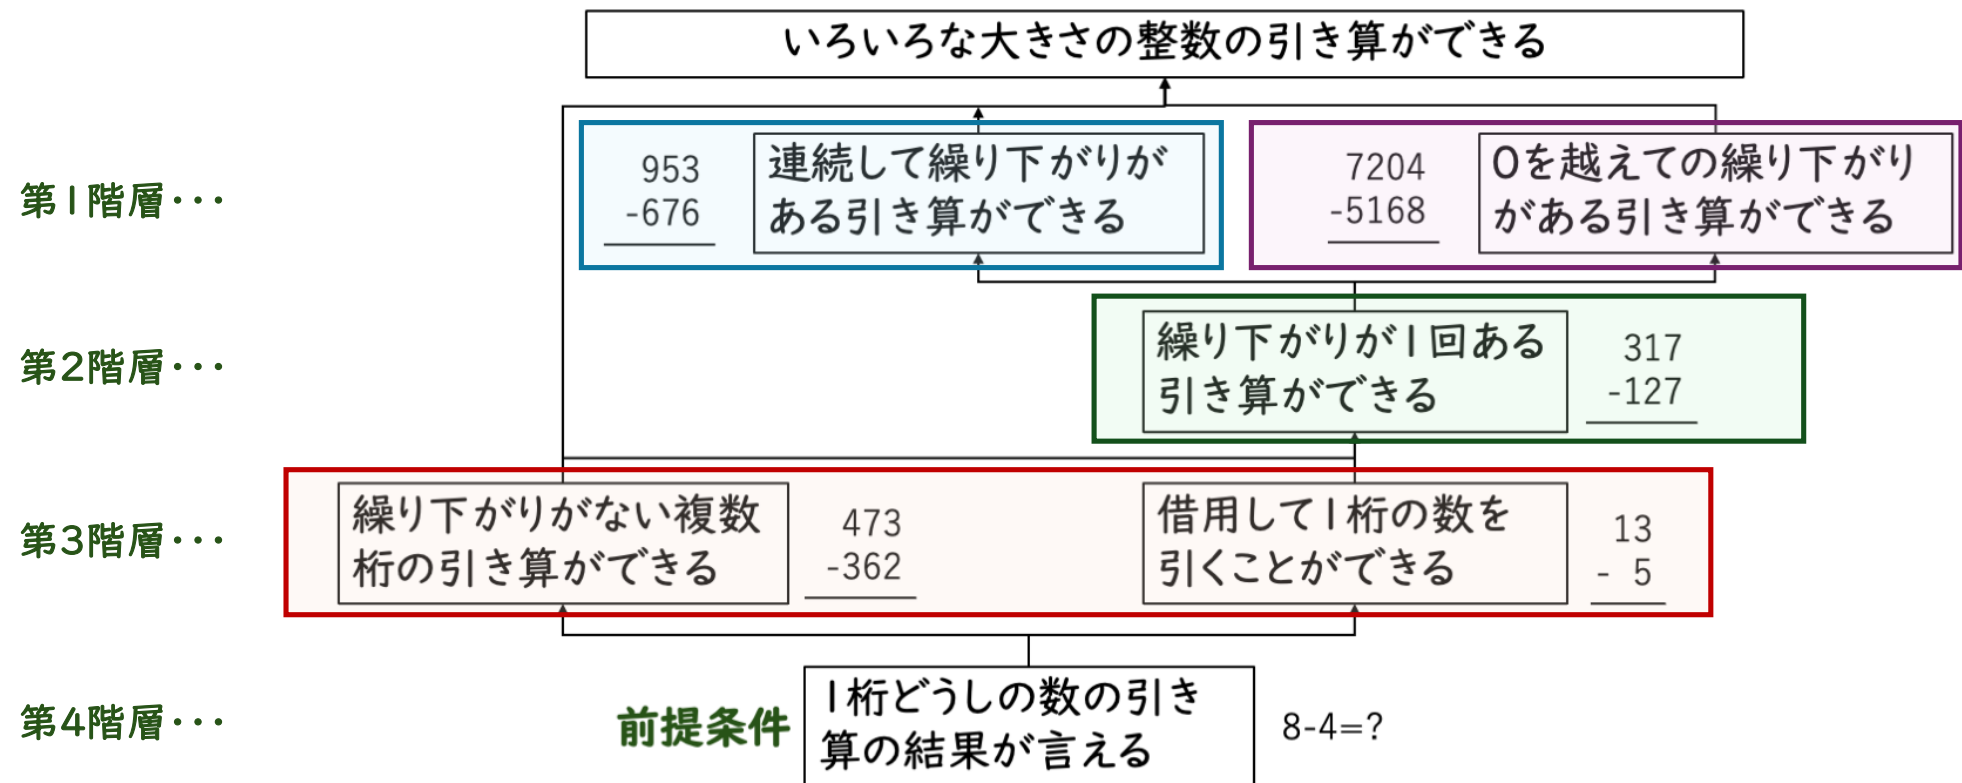 いろいろな大きさの整数の引き算ができる
第1階層・・・
953
-676
連続して繰り下がりが
ある引き算ができる
7204
-5168
0を越えての繰り下がり
がある引き算ができる
第2階層・・・
繰り下がりが1回ある
引き算ができる
317
-127
第3階層・・・
繰り下がりがない複数
桁の引き算ができる
473
-362
借用して1桁の数を
引くことができる
13
- 5
第4階層・・・
前提条件
1桁どうしの数の引き
算の結果が言える
8-4=?